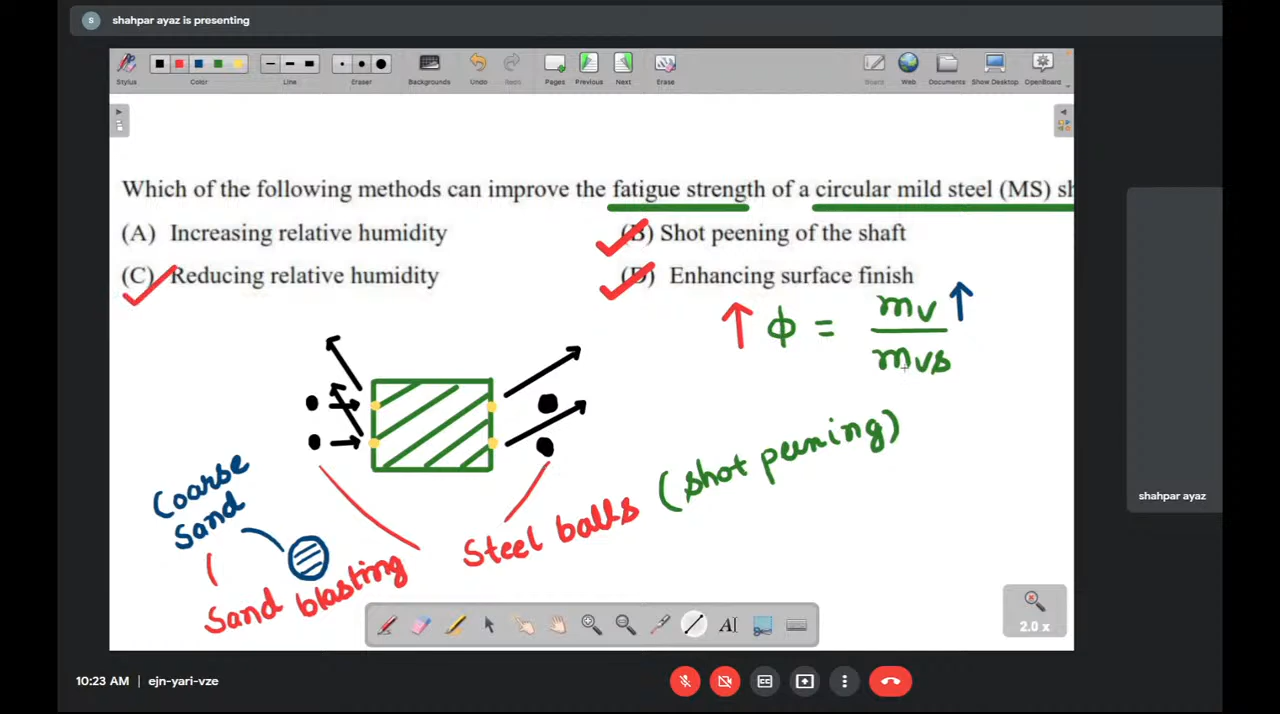 shahpar ayaz is presenting
Stylus Color Line Eraser Backgrounds Undo Redo Pages Previous Next Erase Board Web Documents Show Desktop OpenBoard
Which of the following methods can improve the fatigue strength of a circular mild steel (MS) sh
(A) Increasing relative humidity
(B) Shot peening of the shaft
(C) Reducing relative humidity
(D) Enhancing surface finish
↑ ϕ = mv ↑
mvs
(shot peening)
Coarse
Sand
Steel balls
Sand blasting
shahpar ayaz
2.0 x
10:23 AM | ejn-yari-vze